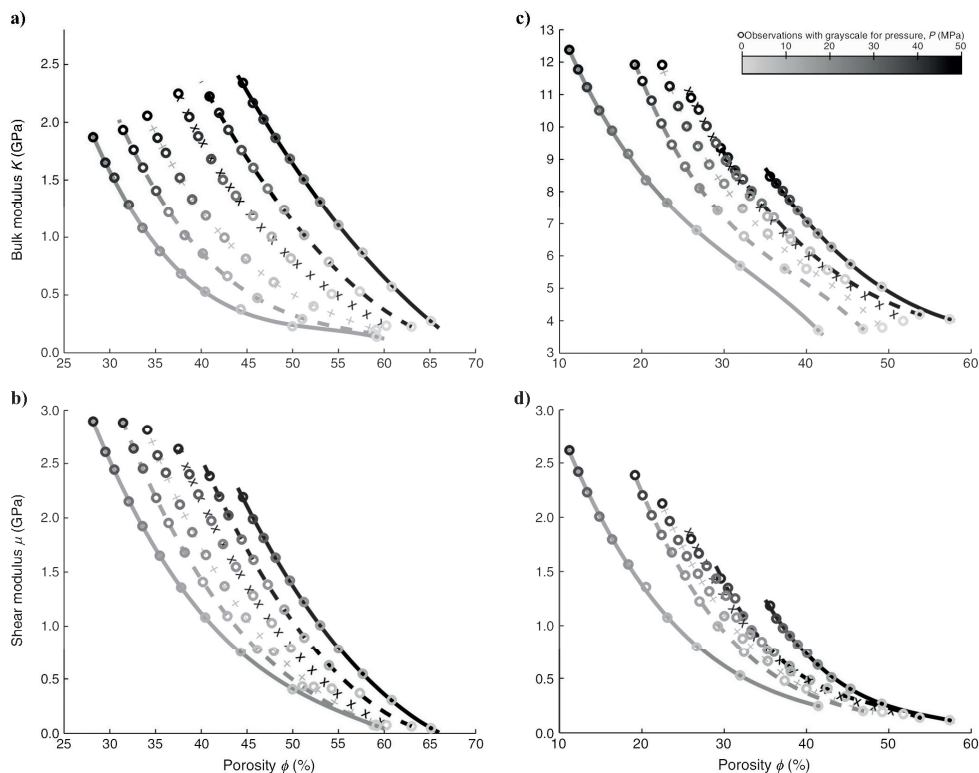 a)
c)
Observations with grayscale for pressure, P (MPa)
0 10 20 30 40 50
Bulk modulus K (GPa)
2.5
2.0
1.5
1.0
0.5
0.0
25 30 35 40 45 50 55 60 65 70
13
12
11
10
9
8
7
6
5
4
3
10 20 30 40 50 60
b)
d)
Shear modulus μ (GPa)
3.0
2.5
2.0
1.5
1.0
0.5
0.0
25 30 35 40 45 50 55 60 65 70
Porosity ϕ (%)
3.0
2.5
2.0
1.5
1.0
0.5
0.0
10 20 30 40 50 60
Porosity ϕ (%)